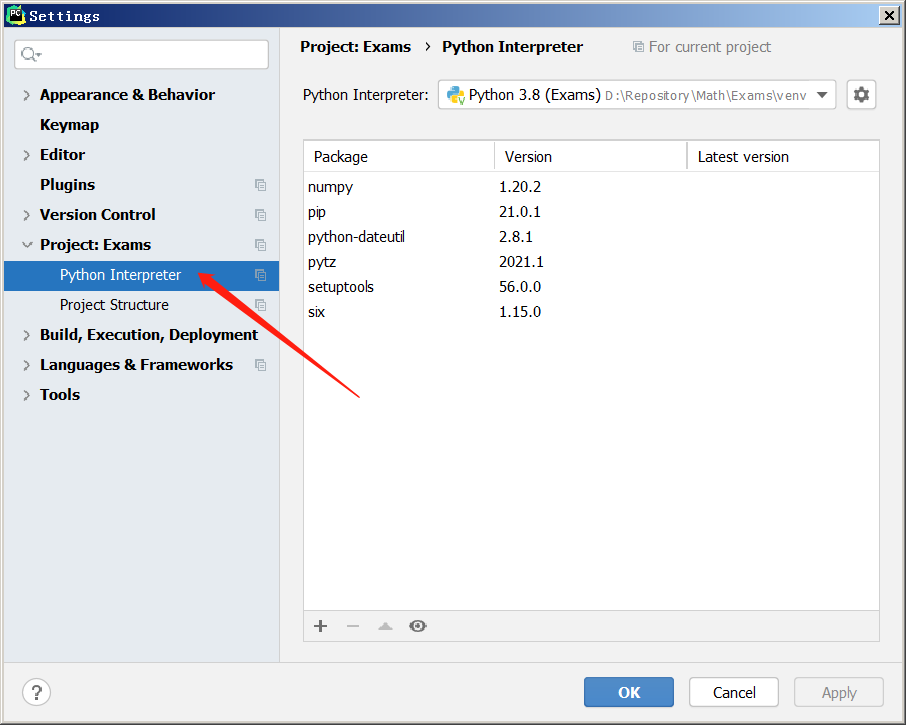 Settings
Project: Exams › Python Interpreter For current project
Appearance & Behavior
Keymap
Editor
Plugins
Version Control
Project: Exams
Python Interpreter
Project Structure
Build, Execution, Deployment
Languages & Frameworks
Tools
Python Interpreter: Python 3.8 (Exams) D:\Repository\Math\Exams\venv
Package Version Latest version
numpy 1.20.2
pip 21.0.1
python-dateutil 2.8.1
pytz 2021.1
setuptools 56.0.0
six 1.15.0
? OK Cancel Apply